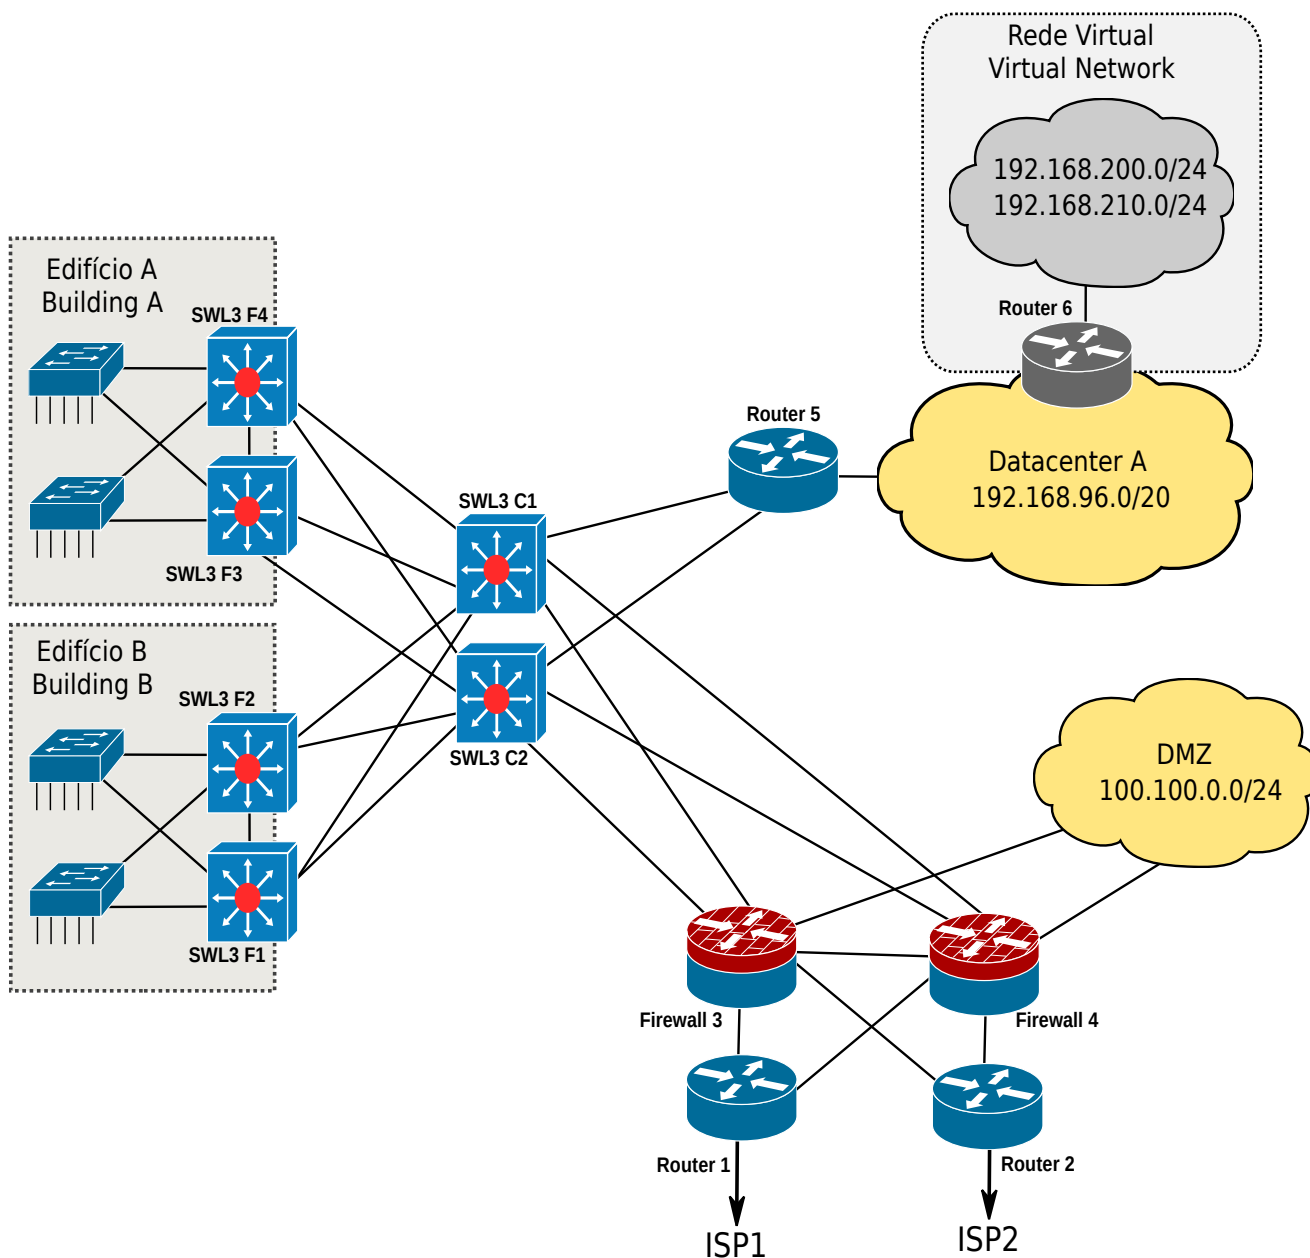 Rede Virtual
Virtual Network
192.168.200.0/24
192.168.210.0/24
Router 6
Edifício A
Building A
SWL3 F4
SWL3 F3
Router 5
Datacenter A
192.168.96.0/20
SWL3 C1
SWL3 C2
Edifício B
Building B
SWL3 F2
SWL3 F1
DMZ
100.100.0.0/24
Firewall 3
Firewall 4
Router 1
Router 2
ISP1
ISP2